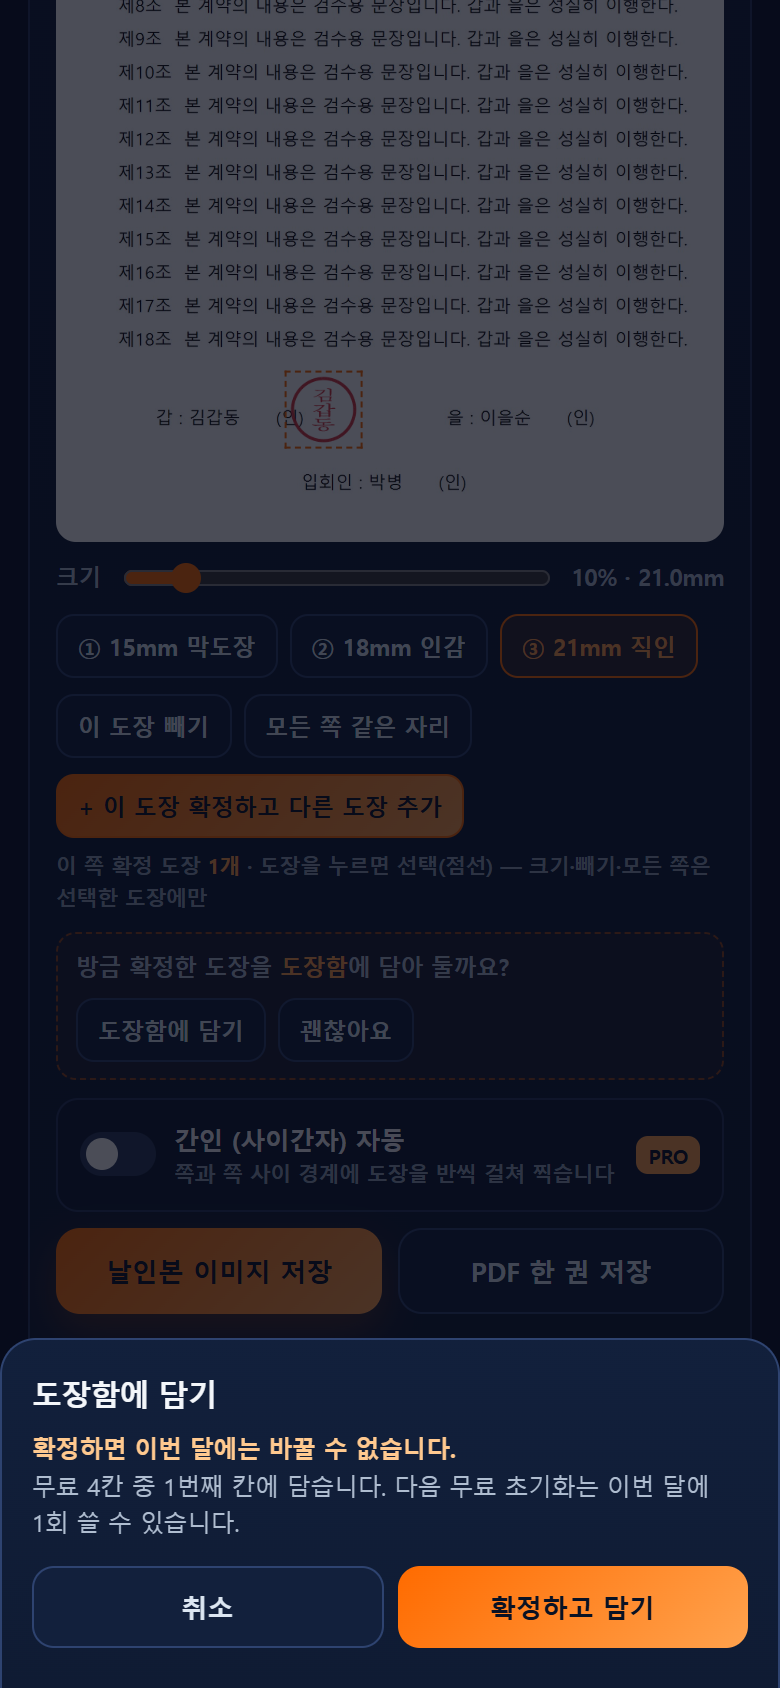 제8조 본 계약의 내용은 검수용 문장입니다. 갑과 을은 성실히 이행한다.
제9조 본 계약의 내용은 검수용 문장입니다. 갑과 을은 성실히 이행한다.
제10조 본 계약의 내용은 검수용 문장입니다. 갑과 을은 성실히 이행한다.
제11조 본 계약의 내용은 검수용 문장입니다. 갑과 을은 성실히 이행한다.
제12조 본 계약의 내용은 검수용 문장입니다. 갑과 을은 성실히 이행한다.
제13조 본 계약의 내용은 검수용 문장입니다. 갑과 을은 성실히 이행한다.
제14조 본 계약의 내용은 검수용 문장입니다. 갑과 을은 성실히 이행한다.
제15조 본 계약의 내용은 검수용 문장입니다. 갑과 을은 성실히 이행한다.
제16조 본 계약의 내용은 검수용 문장입니다. 갑과 을은 성실히 이행한다.
제17조 본 계약의 내용은 검수용 문장입니다. 갑과 을은 성실히 이행한다.
제18조 본 계약의 내용은 검수용 문장입니다. 갑과 을은 성실히 이행한다.
갑 : 김갑동 (인) 을 : 이을순 (인)
김
갑
동
입회인 : 박병 (인)
크기 10% · 21.0mm
① 15mm 막도장 ② 18mm 인감 ③ 21mm 직인
이 도장 빼기 모든 쪽 같은 자리
+ 이 도장 확정하고 다른 도장 추가
이 쪽 확정 도장 1개 · 도장을 누르면 선택(점선) — 크기·빼기·모든 쪽은
선택한 도장에만
방금 확정한 도장을 도장함에 담아 둘까요?
도장함에 담기 괜찮아요
간인 (사이간자) 자동
쪽과 쪽 사이 경계에 도장을 반씩 걸쳐 찍습니다
PRO
날인본 이미지 저장 PDF 한 권 저장
도장함에 담기
확정하면 이번 달에는 바꿀 수 없습니다.
무료 4칸 중 1번째 칸에 담습니다. 다음 무료 초기화는 이번 달에
1회 쓸 수 있습니다.
취소 확정하고 담기